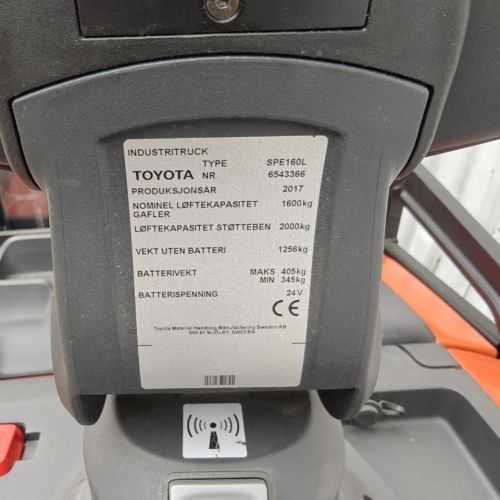 INDUSTRITRUCK
TYPE SPE160L
TOYOTA NR 6543366
PRODUKSJONSÅR 2017
NOMINEL LØFTEKAPASITET 1600kg
GAFLER
LØFTEKAPASITET STØTTEBEN 2000kg
VEKT UTEN BATTERI 1256kg
BATTERIVEKT MAKS 405kg
MIN 345kg
BATTERISPENNING 24V
CE
Toyota Material Handling Manufacturing Sweden AB
595 81 MJÖLBY, SWEDEN